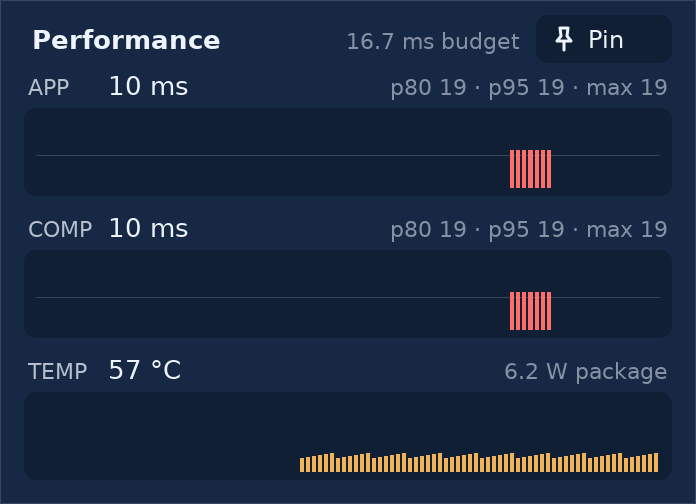 Performance 16.7 ms budget Pin
APP 10 ms p80 19 · p95 19 · max 19
COMP 10 ms p80 19 · p95 19 · max 19
TEMP 57 °C 6.2 W package